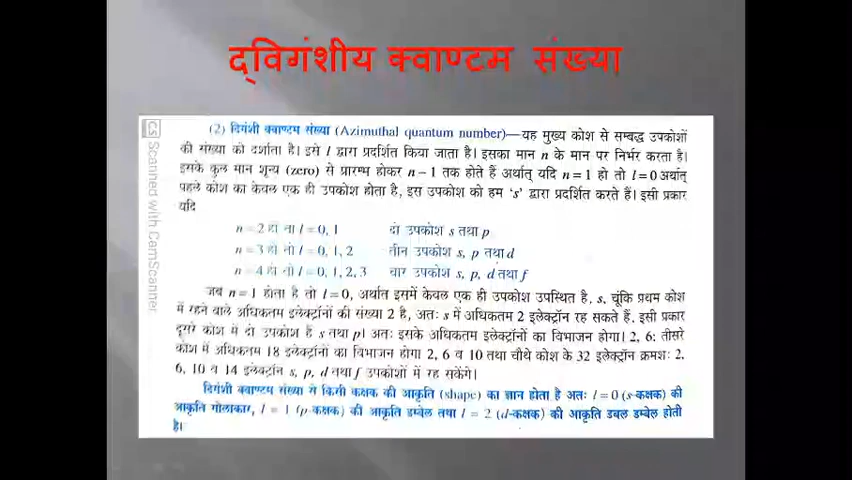 द्विगंशीय क्वाण्टम संख्या
CS Scanned with CamScanner
(2) दिगंशी क्वाण्टम संख्या (Azimuthal quantum number)—यह मुख्य कोश से सम्बद्ध उपकोशों
की संख्या को दर्शाता है। इसे l द्वारा प्रदर्शित किया जाता है। इसका मान n के मान पर निर्भर करता है।
इसके कुल मान शून्य (zero) से प्रारम्भ होकर n – 1 तक होते हैं अर्थात् यदि n = 1 हो तो l = 0 अर्थात्
पहले कोश का केवल एक ही उपकोश होता है, इस उपकोश को हम ‘s’ द्वारा प्रदर्शित करते हैं। इसी प्रकार
यदि
n = 2 हो तो l = 0, 1 दो उपकोश s तथा p
n = 3 हो तो l = 0, 1, 2 तीन उपकोश s, p तथा d
n = 4 हो तो l = 0, 1, 2, 3 चार उपकोश s, p, d तथा f
जब n = 1 होता है तो l = 0, अर्थात इसमें केवल एक ही उपकोश उपस्थित है, s, चूंकि प्रथम कोश
में रहने वाले अधिकतम इलेक्ट्रॉनों की संख्या 2 है, अतः s में अधिकतम 2 इलेक्ट्रॉन रह सकते हैं, इसी प्रकार
दूसरे कोश में दो उपकोश है s तथा p। अतः इसके अधिकतम इलेक्ट्रॉनों का विभाजन होगा। 2, 6: तीसरे
कोश में अधिकतम 18 इलेक्ट्रॉनों का विभाजन होगा 2, 6 व 10 तथा चौथे कोश के 32 इलेक्ट्रॉन क्रमशः 2,
6, 10 व 14 इलेक्ट्रॉन s, p, d तथा f उपकोशों में रह सकेंगे।
दिगंशी क्वाण्टम संख्या से किसी कक्षक की आकृति (shape) का ज्ञान होता है अतः l = 0 (s-कक्षक) की
आकृति गोलाकार, l = 1 (p-कक्षक) की आकृति डम्बेल तथा l = 2 (d-कक्षक) की आकृति डबल डम्बेल होती
है।